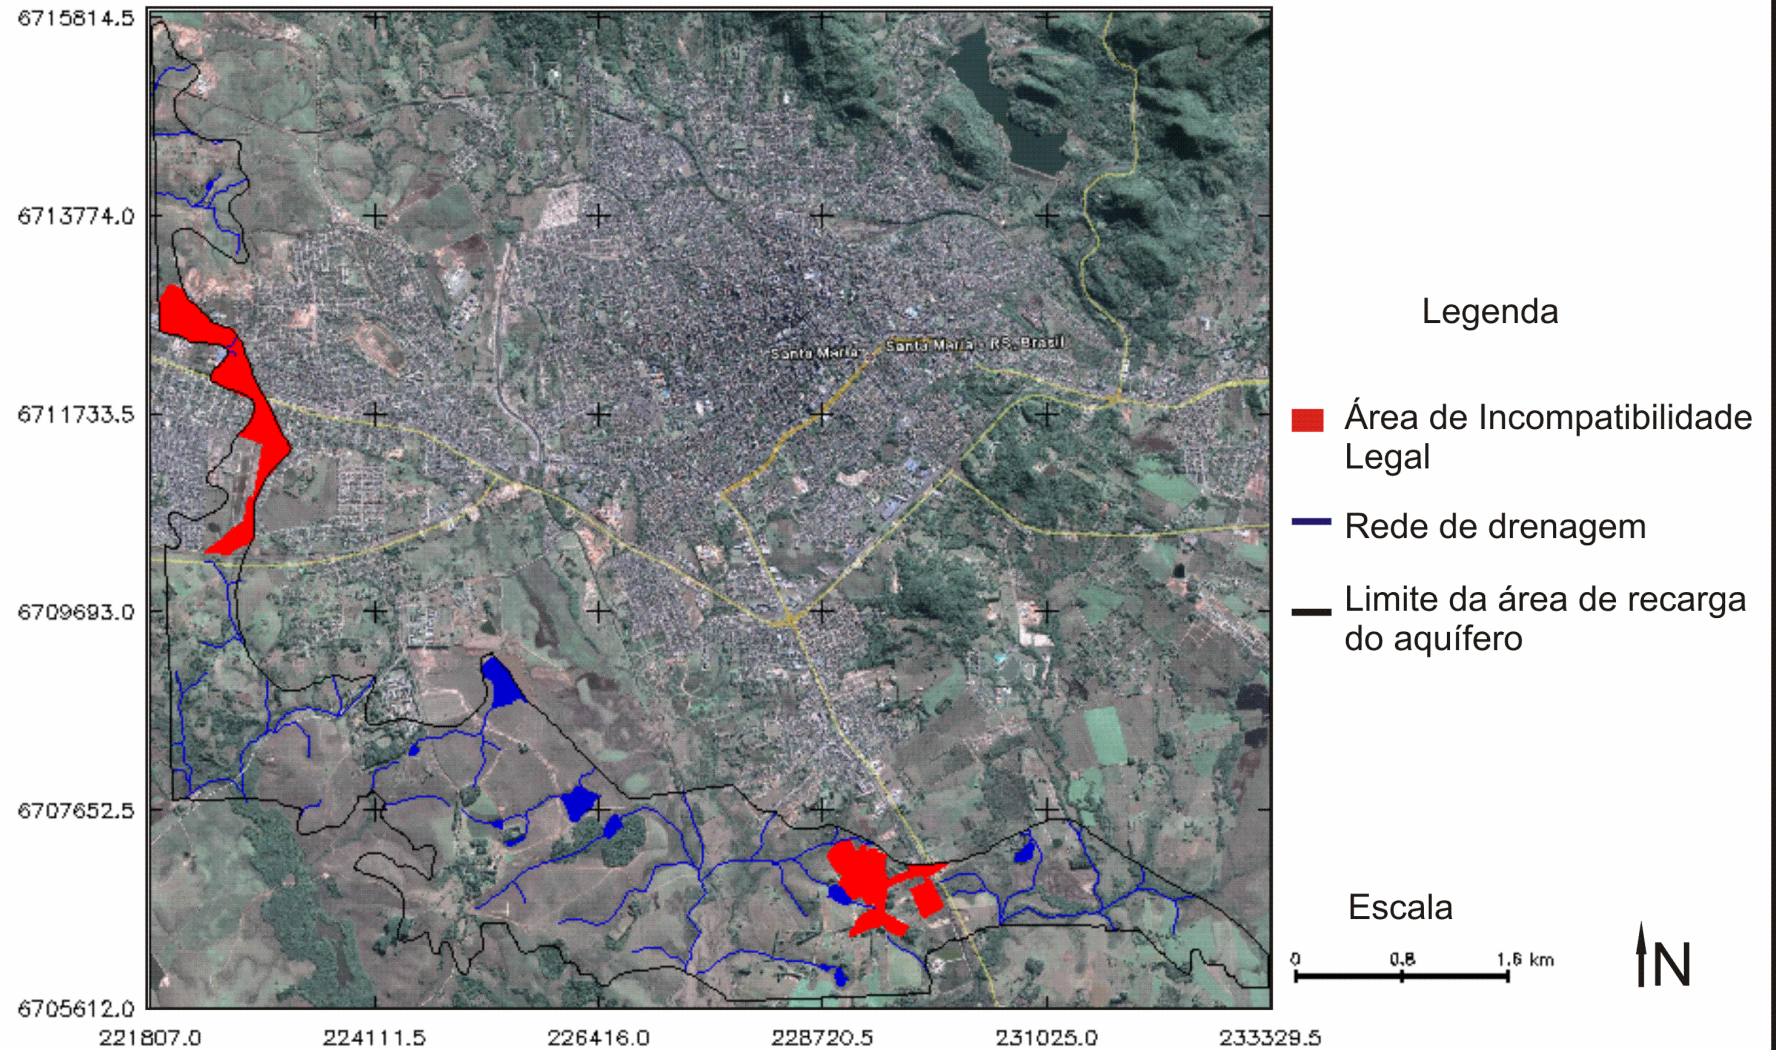 6715814.5
6713774.0
6711733.5
6709693.0
6707652.5
6705612.0
221807.0
224111.5
226416.0
228720.5
231025.0
233329.5
Santa Maria
Santa Maria - RS, Brasil
Legenda
Área de Incompatibilidade
Legal
Rede de drenagem
Limite da área de recarga
do aquífero
Escala
0
0.8
1.6 km
N